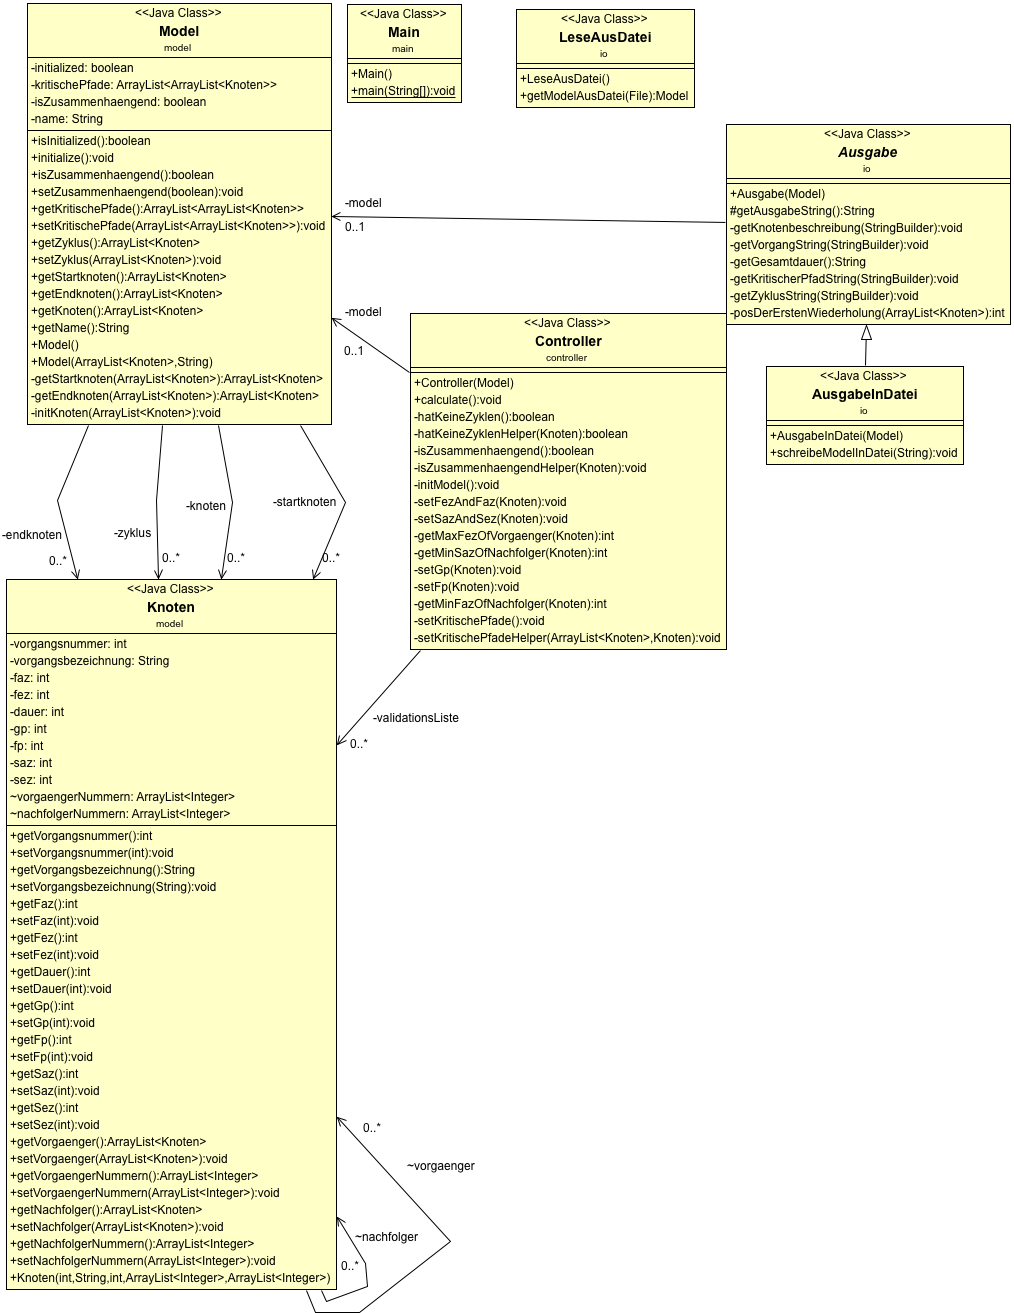 <<Java Class>>
Model
model
-initialized: boolean
-kritischePfade: ArrayList<ArrayList<Knoten>>
-isZusammenhaengend: boolean
-name: String
+isInitialized():boolean
+initialize():void
+isZusammenhaengend():boolean
+setZusammenhaengend(boolean):void
+getKritischePfade():ArrayList<ArrayList<Knoten>>
+setKritischePfade(ArrayList<ArrayList<Knoten>>):void
+getZyklus():ArrayList<Knoten>
+setZyklus(ArrayList<Knoten>):void
+getStartknoten():ArrayList<Knoten>
+getEndknoten():ArrayList<Knoten>
+getKnoten():ArrayList<Knoten>
+getName():String
+Model()
+Model(ArrayList<Knoten>,String)
-getStartknoten(ArrayList<Knoten>):ArrayList<Knoten>
-getEndknoten(ArrayList<Knoten>):ArrayList<Knoten>
-initKnoten(ArrayList<Knoten>):void
<<Java Class>>
Main
main
+Main()
+main(String[]):void
<<Java Class>>
LeseAusDatei
io
+LeseAusDatei()
+getModelAusDatei(File):Model
<<Java Class>>
Ausgabe
io
+Ausgabe(Model)
#getAusgabeString():String
-getKnotenbeschreibung(StringBuilder):void
-getVorgangString(StringBuilder):void
-getGesamtdauer():String
-getKritischerPfadString(StringBuilder):void
-getZyklusString(StringBuilder):void
-posDerErstenWiederholung(ArrayList<Knoten>):int
-model
0..1
-model
0..1
<<Java Class>>
Controller
controller
+Controller(Model)
+calculate():void
-hatKeineZyklen():boolean
-hatKeineZyklenHelper(Knoten):boolean
-isZusammenhaengend():boolean
-isZusammenhaengendHelper(Knoten):void
-initModel():void
-setFezAndFaz(Knoten):void
-setSazAndSez(Knoten):void
-getMaxFezOfVorgaenger(Knoten):int
-getMinSazOfNachfolger(Knoten):int
-setGp(Knoten):void
-setFp(Knoten):void
-getMinFazOfNachfolger(Knoten):int
-setKritischePfade():void
-setKritischePfadeHelper(ArrayList<Knoten>,Knoten):void
<<Java Class>>
AusgabeInDatei
io
+AusgabeInDatei(Model)
+schreibeModelInDatei(String):void
-endknoten
0..*
-zyklus
0..*
-knoten
0..*
-startknoten
0..*
-validationsListe
0..*
<<Java Class>>
Knoten
model
-vorgangsnummer: int
-vorgangsbezeichnung: String
-faz: int
-fez: int
-dauer: int
-gp: int
-fp: int
-saz: int
-sez: int
~vorgaengerNummern: ArrayList<Integer>
~nachfolgerNummern: ArrayList<Integer>
+getVorgangsnummer():int
+setVorgangsnummer(int):void
+getVorgangsbezeichnung():String
+setVorgangsbezeichnung(String):void
+getFaz():int
+setFaz(int):void
+getFez():int
+setFez(int):void
+getDauer():int
+setDauer(int):void
+getGp():int
+setGp(int):void
+getFp():int
+setFp(int):void
+getSaz():int
+setSaz(int):void
+getSez():int
+setSez(int):void
+getVorgaenger():ArrayList<Knoten>
+setVorgaenger(ArrayList<Knoten>):void
+getVorgaengerNummern():ArrayList<Integer>
+setVorgaengerNummern(ArrayList<Integer>):void
+getNachfolger():ArrayList<Knoten>
+setNachfolger(ArrayList<Knoten>):void
+getNachfolgerNummern():ArrayList<Integer>
+setNachfolgerNummern(ArrayList<Integer>):void
+Knoten(int,String,int,ArrayList<Integer>,ArrayList<Integer>)
0..*
~vorgaenger
~nachfolger
0..*